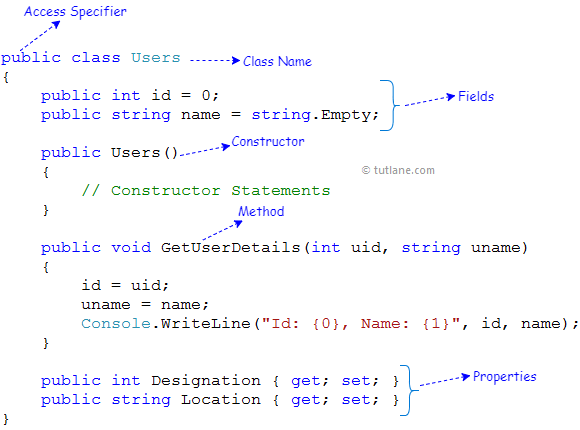 Access Specifier
public class Users Class Name
{
public int id = 0;
public string name = string.Empty;
Fields
public Users() Constructor
{
© tutlane.com
// Constructor Statements
}
Method
public void GetUserDetails(int uid, string uname)
{
id = uid;
uname = name;
Console.WriteLine("Id: {0}, Name: {1}", id, name);
}
public int Designation { get; set; }
public string Location { get; set; }
Properties
}